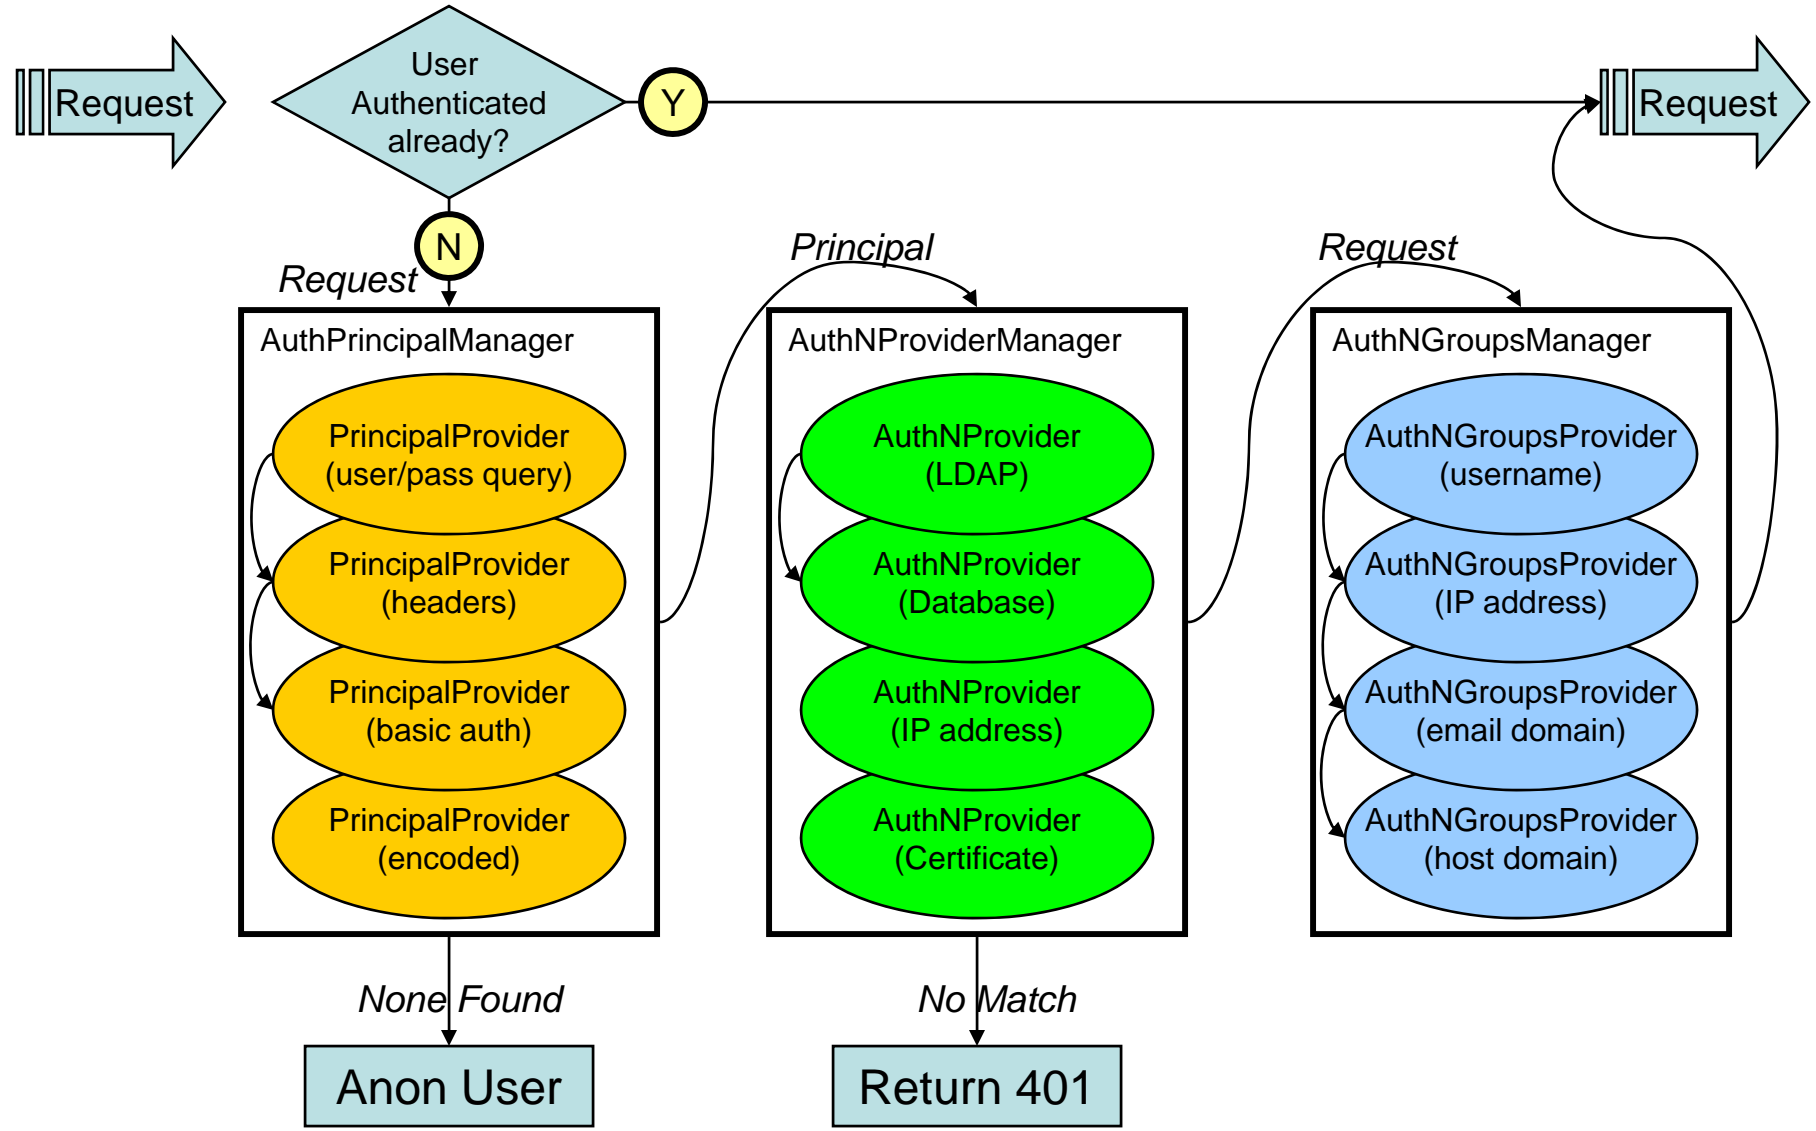 Request
User
Authenticated
already?
Y
Request
N
Request
Principal
Request
AuthPrincipalManager
PrincipalProvider
(user/pass query)
PrincipalProvider
(headers)
PrincipalProvider
(basic auth)
PrincipalProvider
(encoded)
AuthNProviderManager
AuthNProvider
(LDAP)
AuthNProvider
(Database)
AuthNProvider
(IP address)
AuthNProvider
(Certificate)
AuthNGroupsManager
AuthNGroupsProvider
(username)
AuthNGroupsProvider
(IP address)
AuthNGroupsProvider
(email domain)
AuthNGroupsProvider
(host domain)
None Found
No Match
Anon User
Return 401